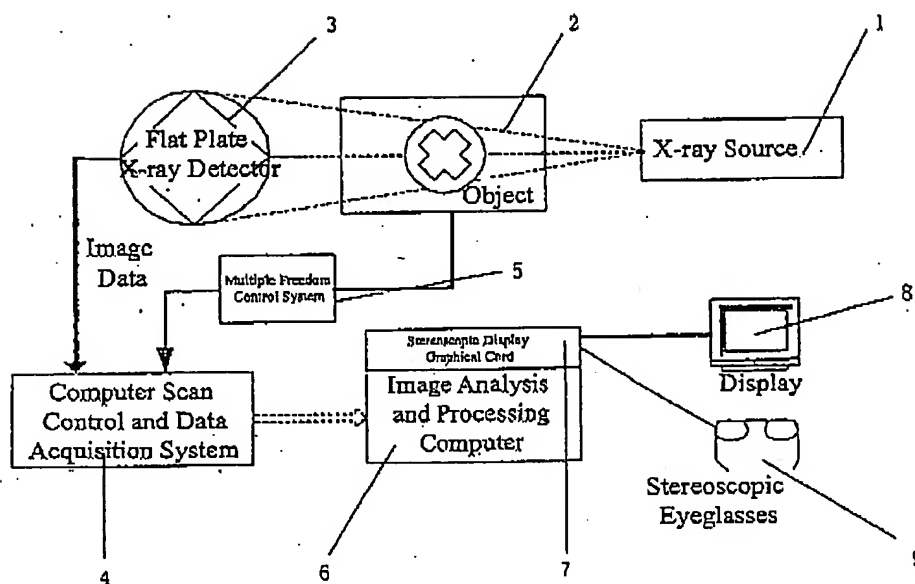 3
2
1
Flat Plate
X-ray Detector
X-ray Source
Object
Image
Data
Multiple Freedom
Control System
5
8
Stereoscopic Display
Graphical Card
Display
Computer Scan
Control and Data
Acquisition System
Image Analysis
and Processing
Computer
Stereoscopic
Eyeglasses
4
6
7
9